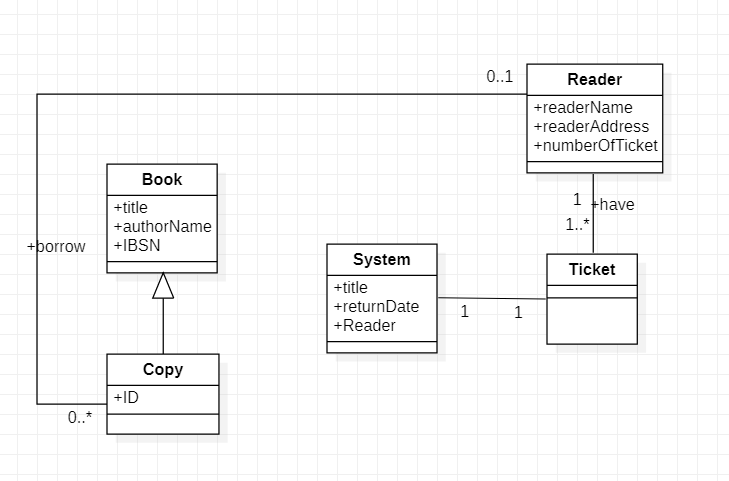 0..1
Reader
+readerName
+readerAddress
+numberOfTicket
Book
+title
+authorName
+IBSN
1
+have
1..*
+borrow
System
+title
+returnDate
+Reader
Ticket
1
1
Copy
+ID
0..*